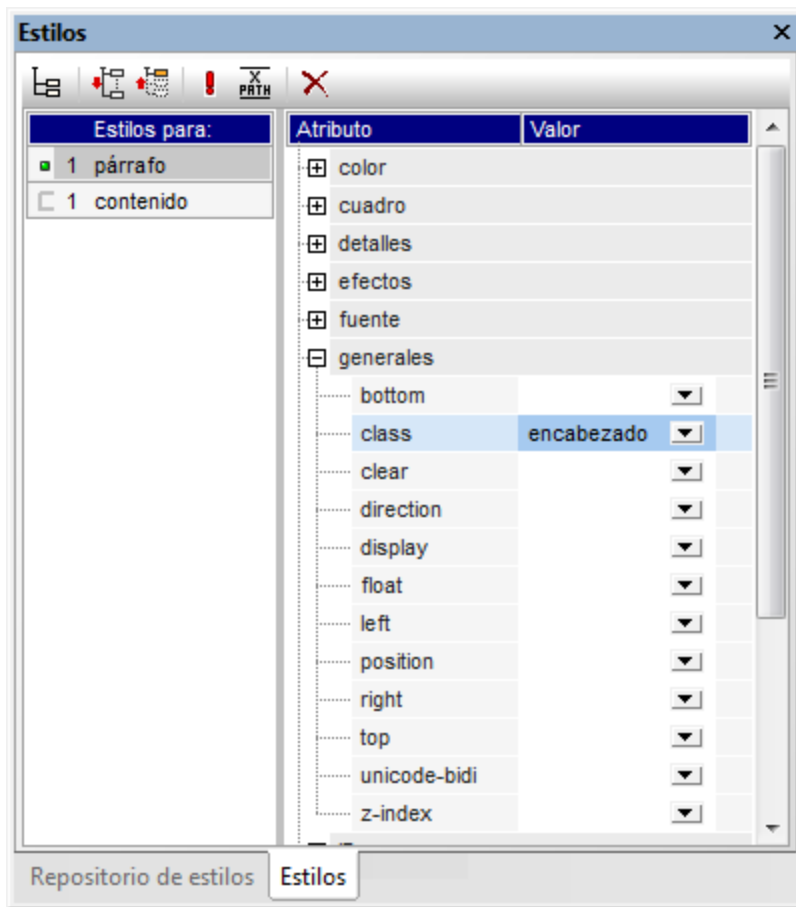 Estilos
X
PATH
Estilos para:
1 párrafo
1 contenido
Atributo Valor
color
cuadro
detalles
efectos
fuente
generales
bottom
class encabezado
clear
direction
display
float
left
position
right
top
unicode-bidi
z-index
Repositorio de estilos Estilos